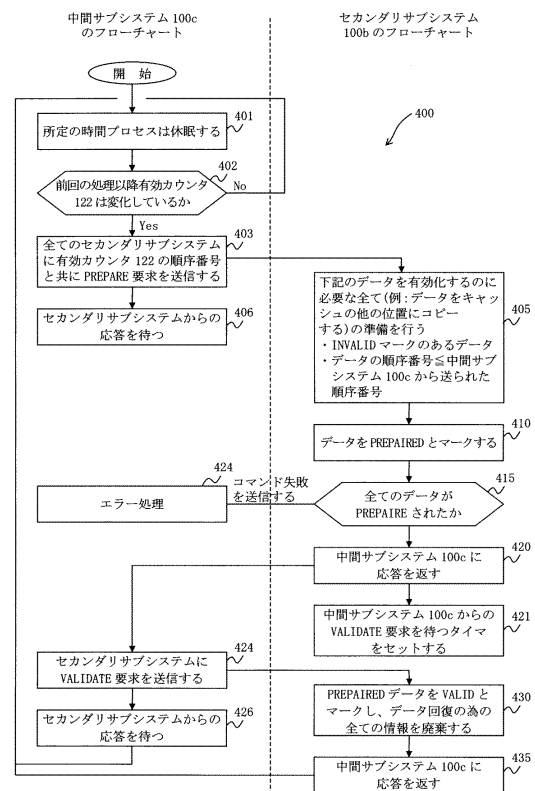 中間サブシステム 100c
のフローチャート
セカンダリサブシステム
100b のフローチャート
開 始
400
401
所定の時間プロセスは休眠する
402
前回の処理以降有効カウンタ
122は変化しているか
No
Yes
403
全てのセカンダリサブシステム
に有効カウンタ 122 の順序番号
と共に PREPARE 要求を送信する
406
セカンダリサブシステムからの
応答を待つ
405
下記のデータを有効化するのに
必要な全て(例:データをキャッ
シュの他の位置にコピー
する)の準備を行う
・INVALID マークのあるデータ
・データの順序番号≦中間サブ
システム 100c から送られた
順序番号
410
データを PREPAIRED とマークする
415
全てのデータが
PREPAIRE されたか
コマンド失敗
を送信する
424
エラー処理
420
中間サブシステム 100c に
応答を返す
421
中間サブシステム 100c からの
VALIDATE 要求を待つタイマ
をセットする
424
セカンダリサブシステムに
VALIDATE 要求を送信する
430
PREPAIRED データを VALID と
マークし、データ回復の為の
全ての情報を廃棄する
426
セカンダリサブシステムからの
応答を待つ
435
中間サブシステム 100c に
応答を返す